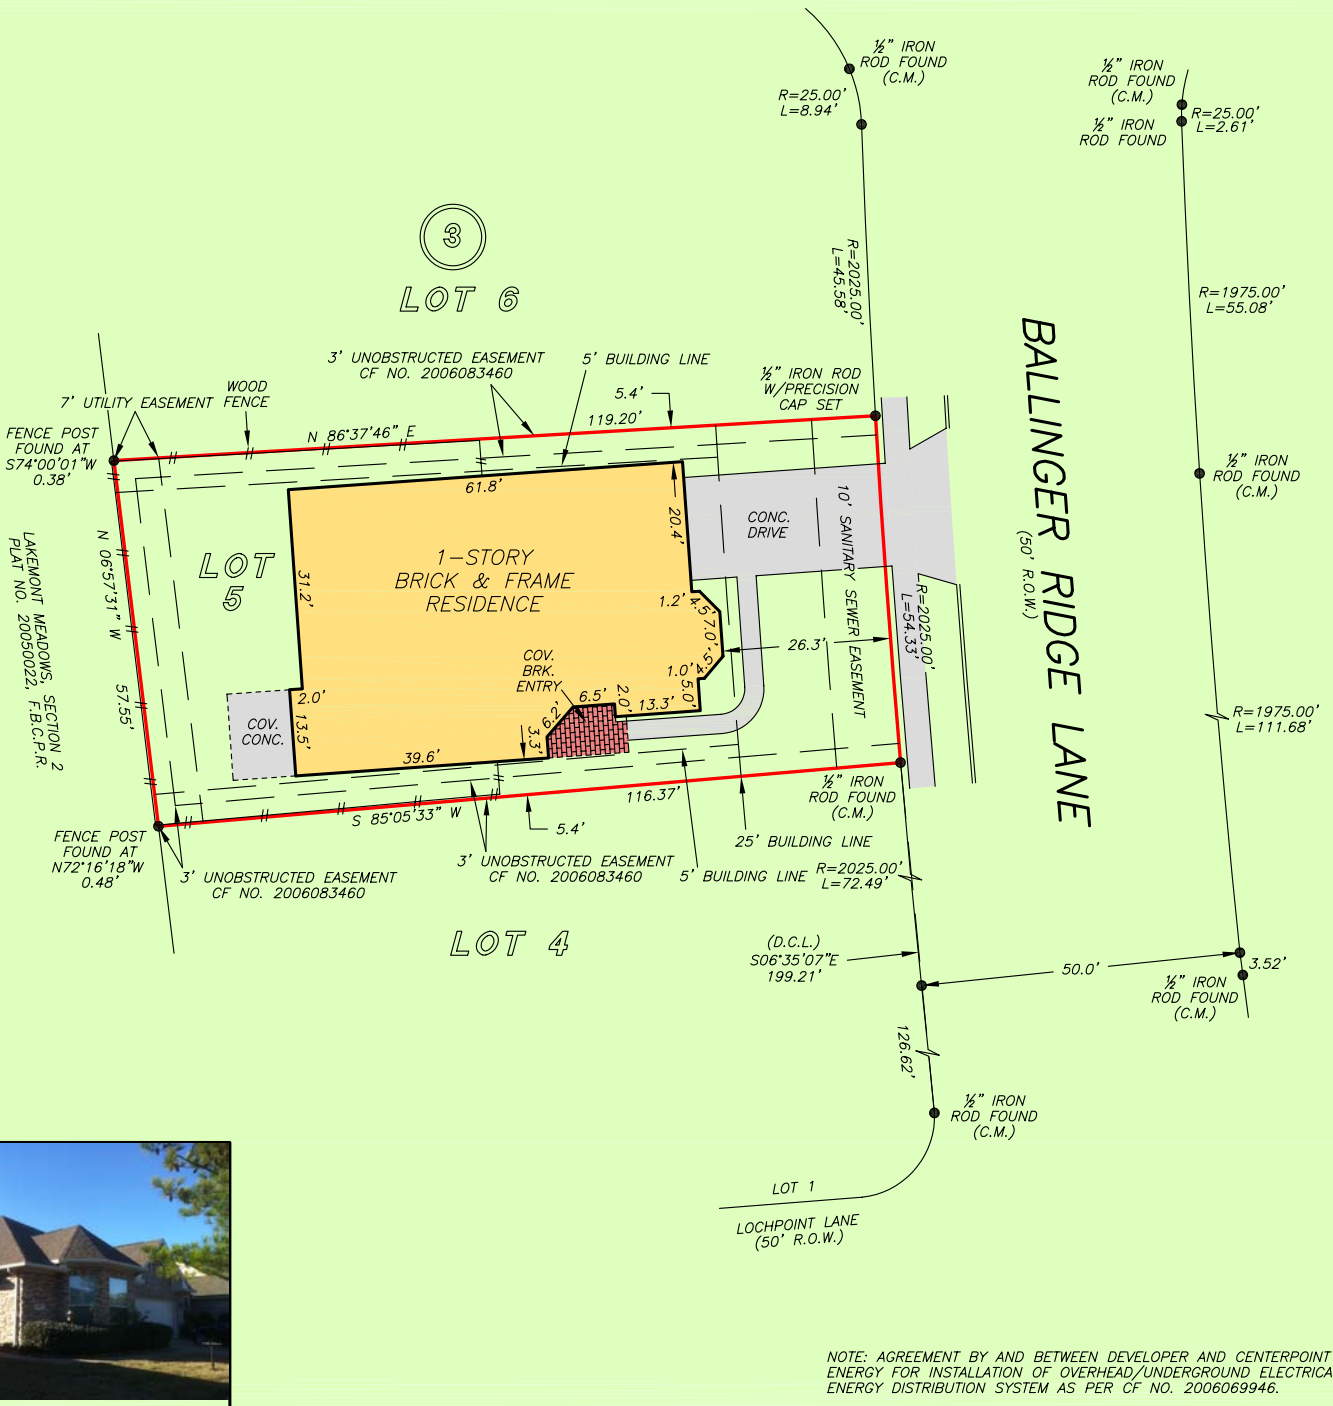 ½" IRON
ROD FOUND
(C.M.)
R=25.00'
L=8.94'
½" IRON
ROD FOUND
(C.M.)
½" IRON
ROD FOUND
R=25.00'
L=2.61'
3
LOT 6
R=2025.00'
L=45.58'
R=1975.00'
L=55.08'
BALLINGER RIDGE LANE
(50' R.O.W.)
3' UNOBSTRUCTED EASEMENT
CF NO. 2006083460
5' BUILDING LINE
5.4'
½" IRON ROD
W/PRECISION
CAP SET
7' UTILITY EASEMENT
WOOD
FENCE
119.20'
N 86°37'46" E
FENCE POST
FOUND AT
S74°00'01"W
0.38'
½" IRON
ROD FOUND
(C.M.)
61.8'
20.4'
CONC.
DRIVE
10' SANITARY SEWER EASEMENT
LAKEMONT MEADOWS, SECTION 2
PLAT NO. 20050022, F.B.C.P.R.
N 06°57'31" W
57.55'
LOT
5
31.2'
1-STORY
BRICK & FRAME
RESIDENCE
1.2'
4.5'
7.0'
4.5'
1.0'
5.0'
26.3'
R=2025.00'
L=54.33'
COV.
BRK.
ENTRY
2.0'
6.5'
2.0'
13.3'
6.2'
3.3'
COV.
CONC.
13.5'
39.6'
R=1975.00'
L=111.68'
116.37'
S 85°05'33" W
5.4'
½" IRON
ROD FOUND
(C.M.)
FENCE POST
FOUND AT
N72°16'18"W
0.48'
3' UNOBSTRUCTED EASEMENT
CF NO. 2006083460
3' UNOBSTRUCTED EASEMENT
CF NO. 2006083460
25' BUILDING LINE
5' BUILDING LINE
R=2025.00'
L=72.49'
LOT 4
(D.C.L.)
S06°35'07"E
199.21'
50.0'
3.52'
½" IRON
ROD FOUND
(C.M.)
126.62'
½" IRON
ROD FOUND
(C.M.)
LOT 1
LOCHPOINT LANE
(50' R.O.W.)
NOTE: AGREEMENT BY AND BETWEEN DEVELOPER AND CENTERPOINT
ENERGY FOR INSTALLATION OF OVERHEAD/UNDERGROUND ELECTRICA
ENERGY DISTRIBUTION SYSTEM AS PER CF NO. 2006069946.